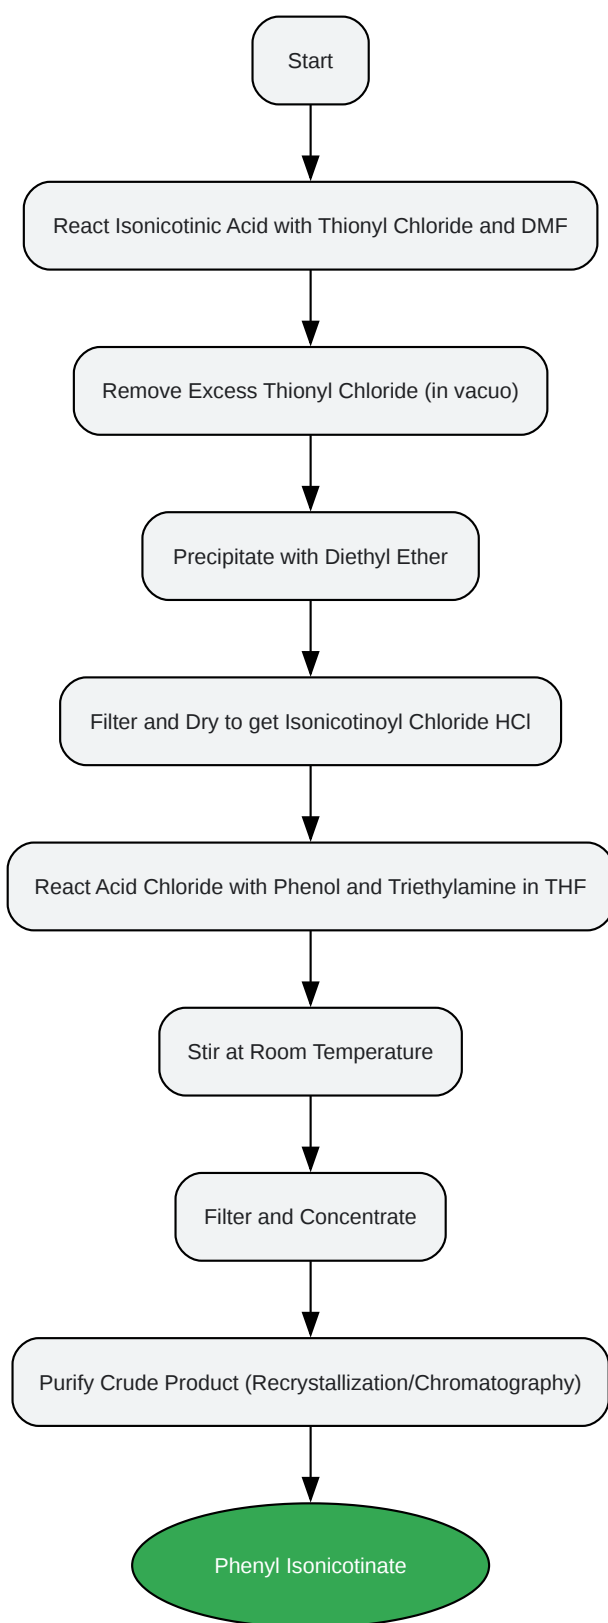 Start
React Isonicotinic Acid with Thionyl Chloride and DMF
Remove Excess Thionyl Chloride (in vacuo)
Precipitate with Diethyl Ether
Filter and Dry to get Isonicotinoyl Chloride HCl
React Acid Chloride with Phenol and Triethylamine in THF
Stir at Room Temperature
Filter and Concentrate
Purify Crude Product (Recrystallization/Chromatography)
Phenyl Isonicotinate